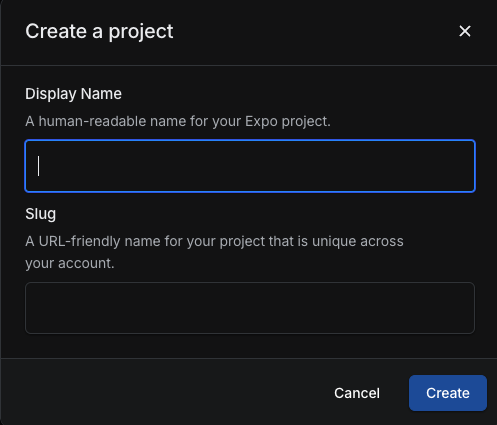 Create a project
Display Name
A human-readable name for your Expo project.
Slug
A URL-friendly name for your project that is unique across
your account.
Cancel
Create